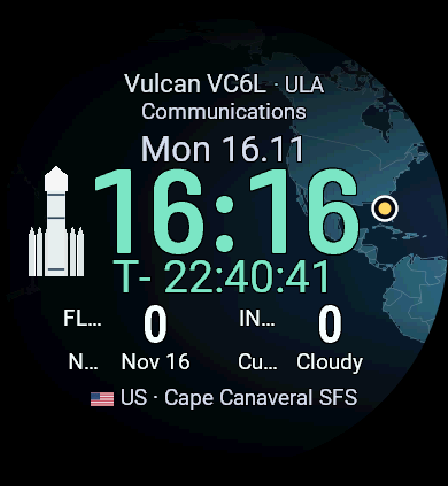 Vulcan VC6L · ULA
Communications
Mon 16.11
16:16
T- 22:40:41
FL... 0 IN... 0
N... Nov 16 Cu... Cloudy
US · Cape Canaveral SFS